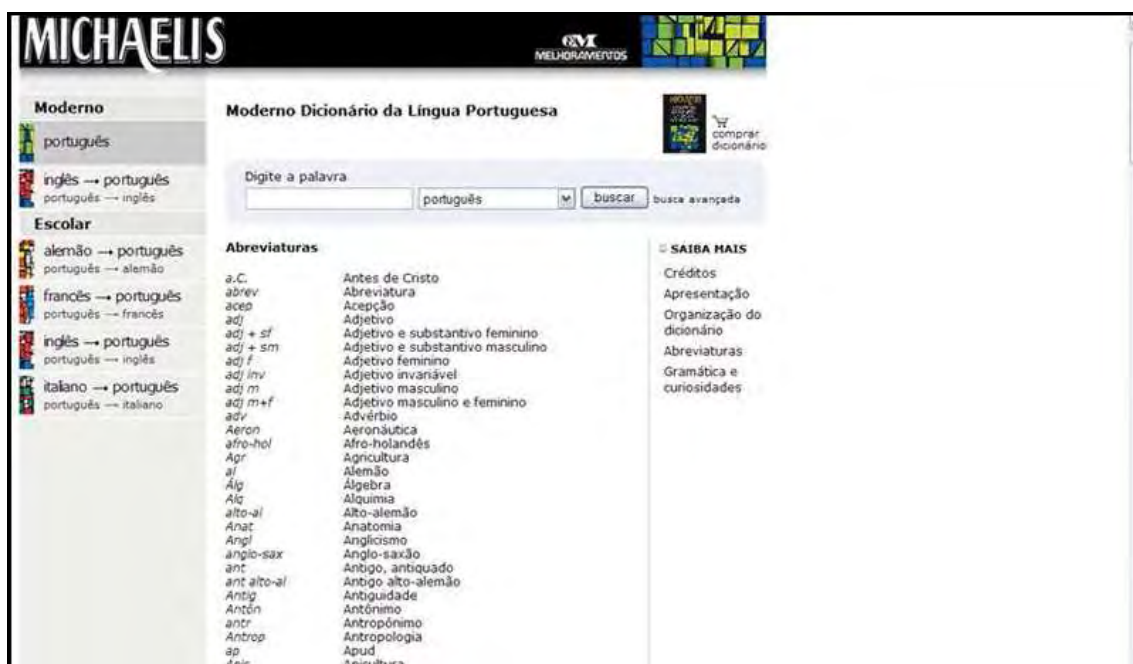 MICHAELIS
MELHORAMENTOS
Moderno
português
inglês → português
português → inglês
Escolar
alemão → português
português → alemão
francês → português
português → francês
inglês → português
português → inglês
italiano → português
português → italiano
Moderno Dicionário da Língua Portuguesa
comprar
dicionário
Digite a palavra
português
buscar
busca avançada
Abreviaturas
a.C. Antes de Cristo
abrev Abreviatura
acep Acepção
adj Adjetivo
adj + sf Adjetivo e substantivo feminino
adj + sm Adjetivo e substantivo masculino
adj f Adjetivo feminino
adj inv Adjetivo invariável
adj m Adjetivo masculino
adj m+f Adjetivo masculino e feminino
adv Advérbio
Aeron Aeronáutica
afro-hol Afro-holandês
Agr Agricultura
al Alemão
Álg Álgebra
Alq Alquimia
alto-al Alto-alemão
Anat Anatomia
Angl Anglicismo
anglo-sax Anglo-saxão
ant Antigo, antiquado
ant alto-al Antigo alto-alemão
Antig Antiguidade
Antôn Antônimo
antr Antropônimo
Antrop Antropologia
ap Apud
Apic Apicultura
SAIBA MAIS
Créditos
Apresentação
Organização do
dicionário
Abreviaturas
Gramática e
curiosidades